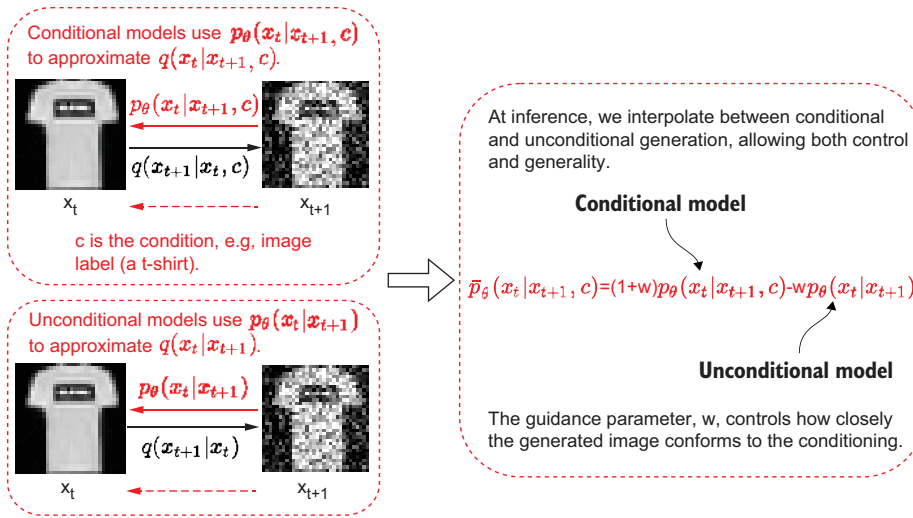 Conditional models use pθ(xt|xt+1, c)
to approximate q(xt|xt+1, c).
pθ(xt|xt+1, c)
q(xt+1|xt, c)
xt
xt+1
c is the condition, e.g, image
label (a t-shirt).
Unconditional models use pθ(xt|xt+1)
to approximate q(xt|xt+1).
pθ(xt|xt+1)
q(xt+1|xt)
xt
xt+1
At inference, we interpolate between conditional
and unconditional generation, allowing both control
and generality.
Conditional model
p̄θ(xt|xt+1, c)=(1+w)pθ(xt|xt+1, c)-wpθ(xt|xt+1)
Unconditional model
The guidance parameter, w, controls how closely
the generated image conforms to the conditioning.